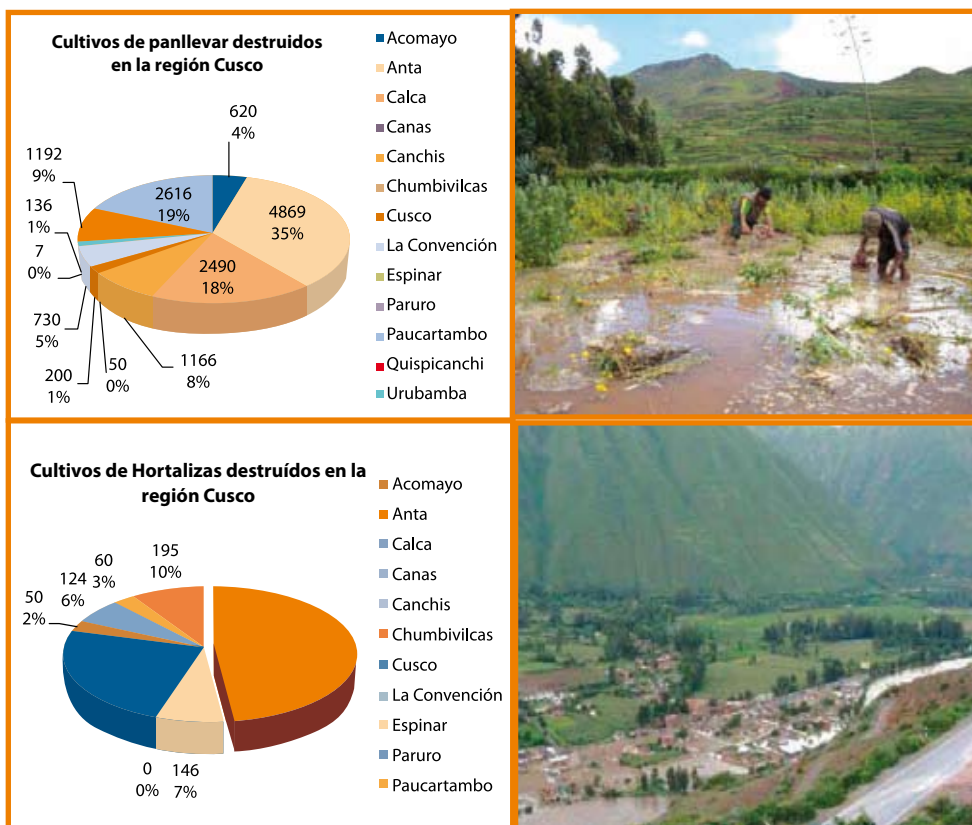 Cultivos de panllevar destruidos
en la región Cusco
620
4%
4869
35%
2490
18%
1166
8%
50
0%
200
1%
730
5%
7
0%
136
1%
1192
9%
2616
19%
Acomayo
Anta
Calca
Canas
Canchis
Chumbivilcas
Cusco
La Convención
Espinar
Paruro
Paucartambo
Quispicanchi
Urubamba
Cultivos de Hortalizas destruídos en la
región Cusco
195
10%
60
3%
124
6%
50
2%
0
0%
146
7%
Acomayo
Anta
Calca
Canas
Canchis
Chumbivilcas
Cusco
La Convención
Espinar
Paruro
Paucartambo